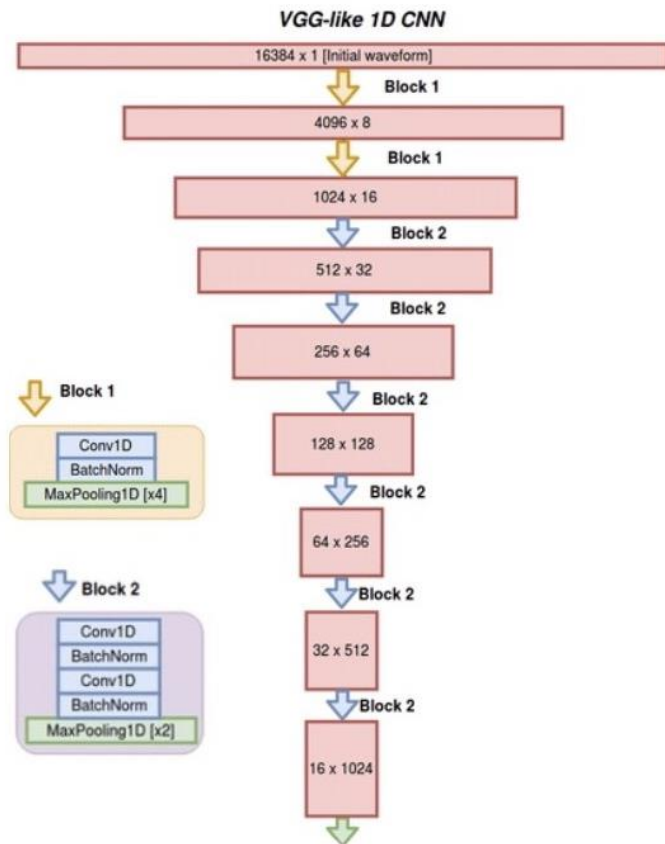 VGG-like 1D CNN
16384 x 1 [Initial waveform]
Block 1
4096 x 8
Block 1
1024 x 16
Block 2
512 x 32
Block 2
256 x 64
Block 2
128 x 128
Block 2
64 x 256
Block 2
32 x 512
Block 2
16 x 1024
Block 1
Conv1D
BatchNorm
MaxPooling1D [x4]
Block 2
Conv1D
BatchNorm
Conv1D
BatchNorm
MaxPooling1D [x2]